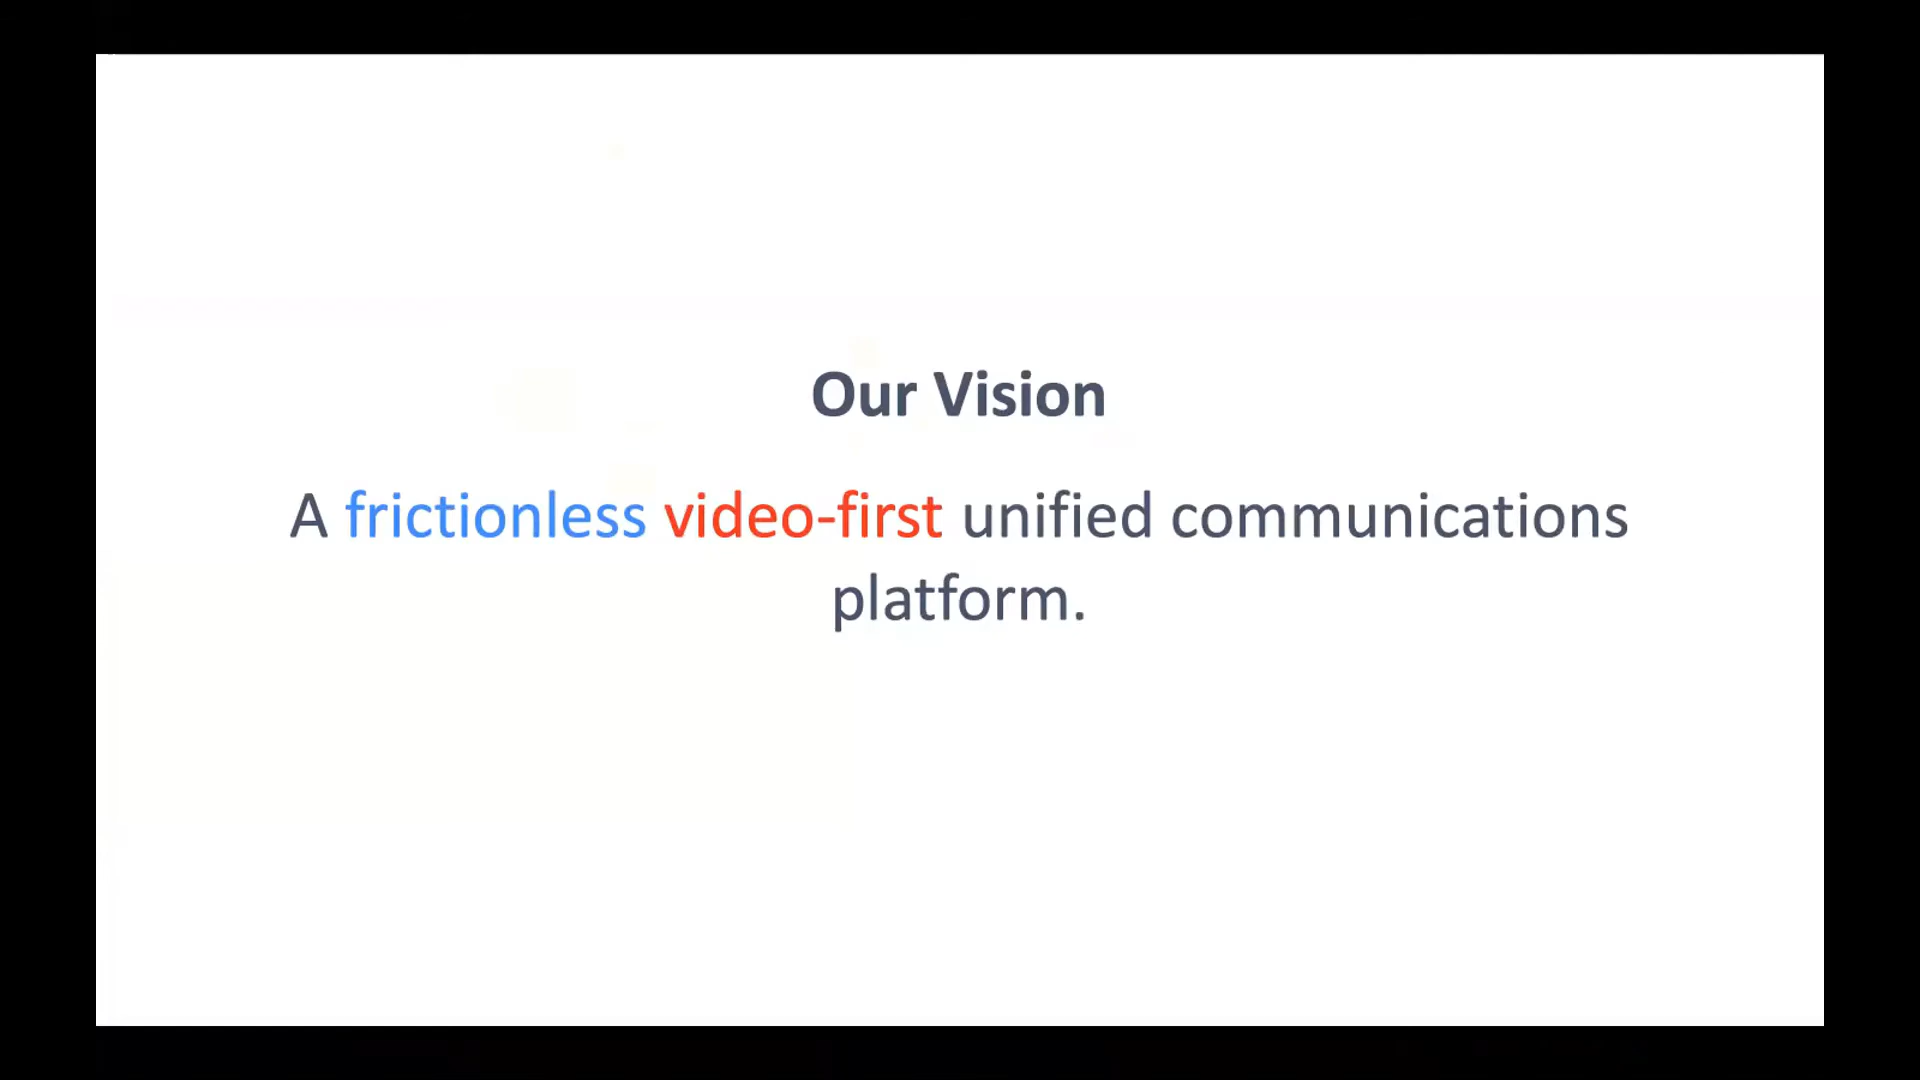 Our Vision
A frictionless video-first unified communications
platform.